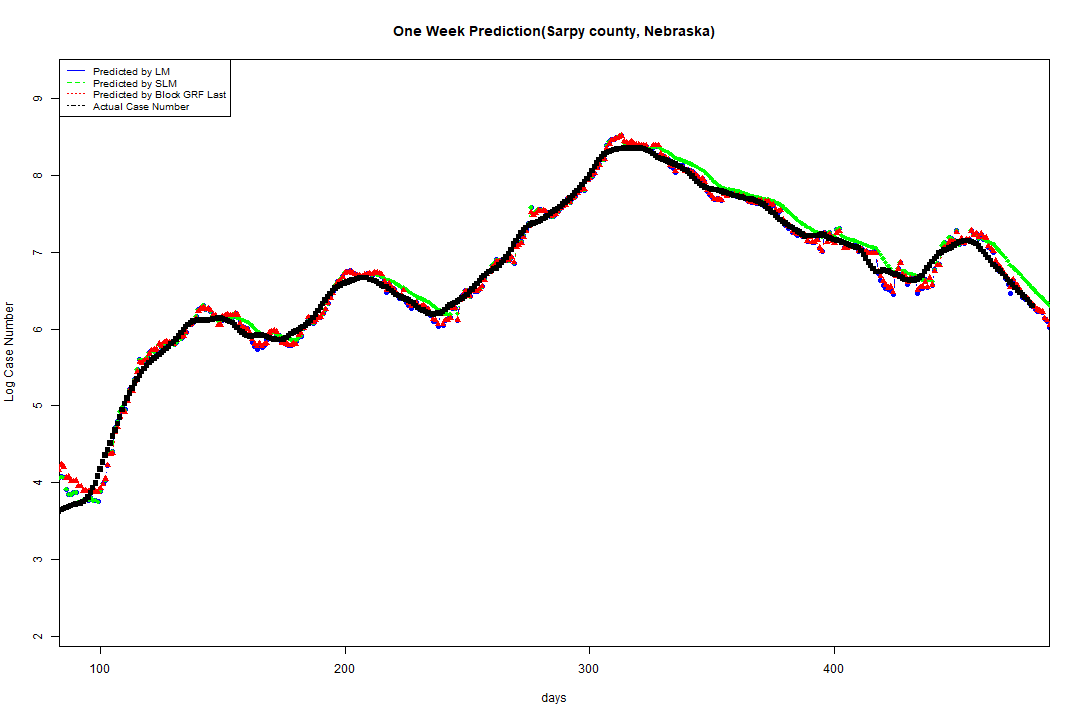 One Week Prediction(Sarpy county, Nebraska)
Predicted by LM
Predicted by SLM
Predicted by Block GRF Last
Actual Case Number
9
8
7
6
5
4
3
2
Log Case Number
100 200 300 400
days